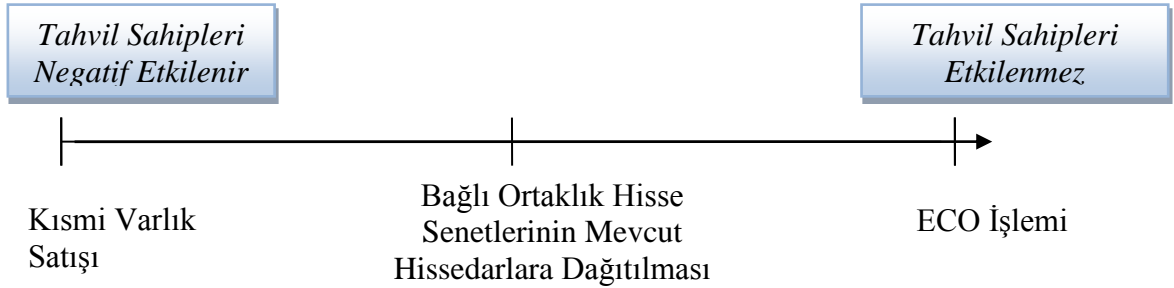 Tahvil Sahipleri
Negatif Etkilenir
Tahvil Sahipleri
Etkilenmez
Kısmi Varlık
Satışı
Bağlı Ortaklık Hisse
Senetlerinin Mevcut
Hissedarlara Dağıtılması
ECO İşlemi